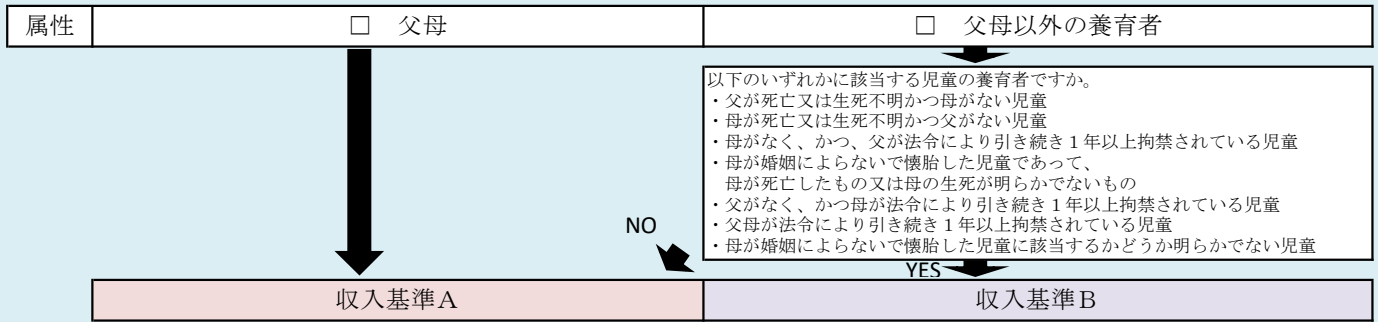 属性
□ 父母
□ 父母以外の養育者
以下のいずれかに該当する児童の養育者ですか。
・父が死亡又は生死不明かつ母がない児童
・母が死亡又は生死不明かつ父がない児童
・母がなく、かつ、父が法令により引き続き１年以上拘禁されている児童
・母が婚姻によらないで懐胎した児童であって、
母が死亡したもの又は母の生死が明らかでないもの
・父がなく、かつ母が法令により引き続き１年以上拘禁されている児童
・父母が法令により引き続き１年以上拘禁されている児童
・母が婚姻によらないで懐胎した児童に該当するかどうか明らかでない児童
NO
YES
収入基準A
収入基準B